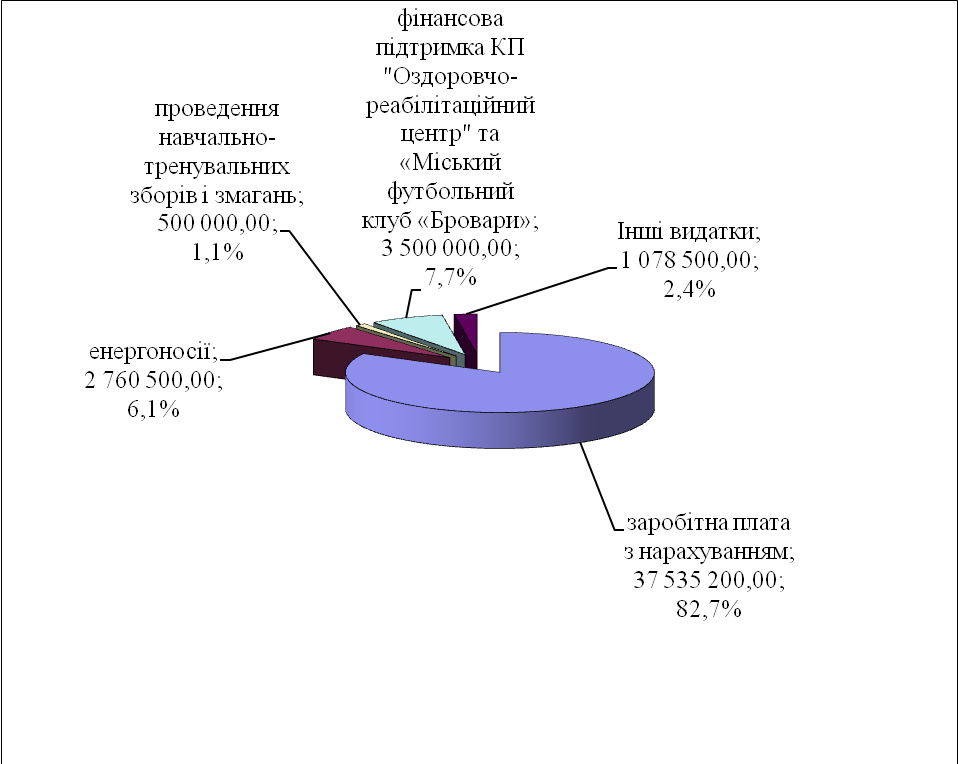 фінансова
підтримка КП
"Оздоровчо-
реабілітаційний
центр" та
«Міський
футбольний
клуб «Бровари»;
3 500 000,00;
7,7%
проведення
навчально-
тренувальних
зборів і змагань;
500 000,00;
1,1%
Інші видатки;
1 078 500,00;
2,4%
енергоносії;
2 760 500,00;
6,1%
заробітна плата
з нарахуванням;
37 535 200,00;
82,7%